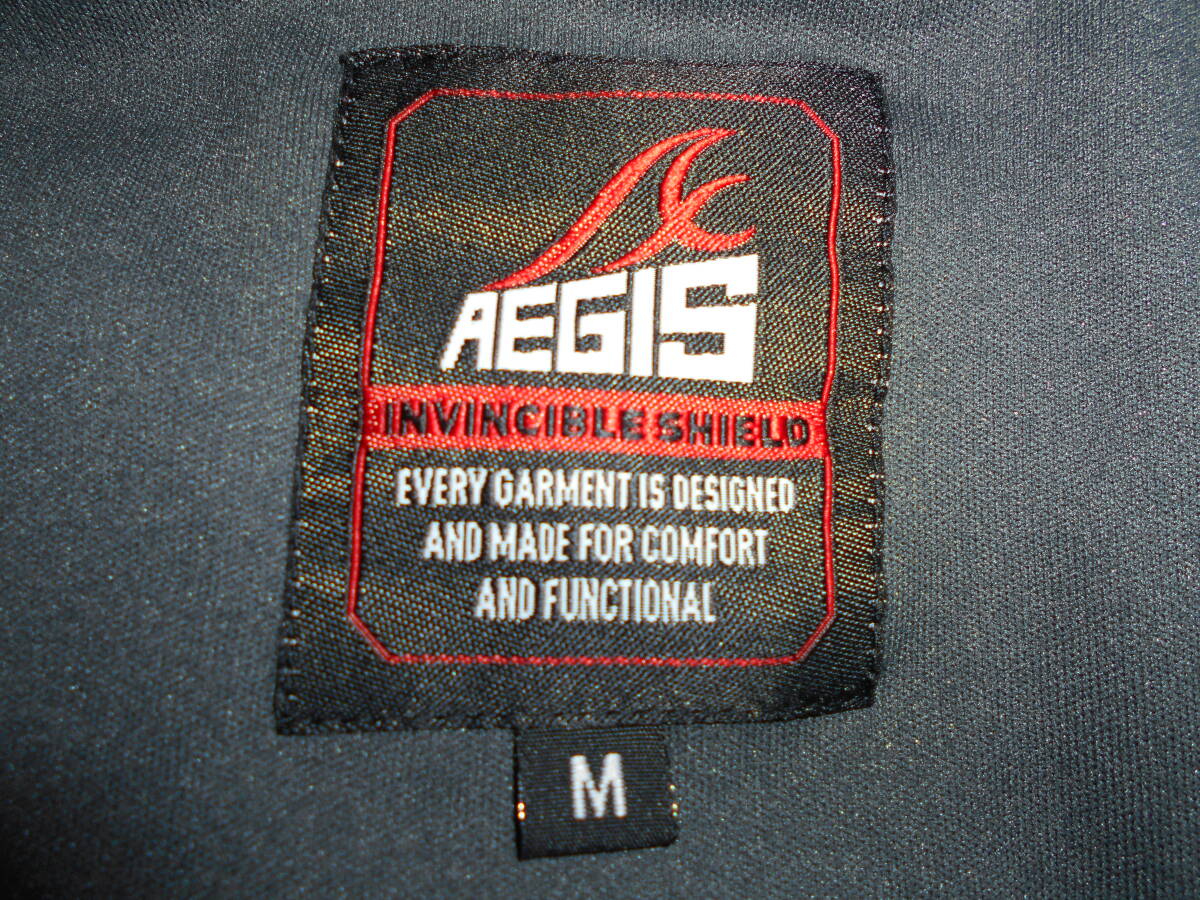 AEGIS
INVINCIBLE SHIELD
EVERY GARMENT IS DESIGNED
AND MADE FOR COMFORT
AND FUNCTIONAL
M